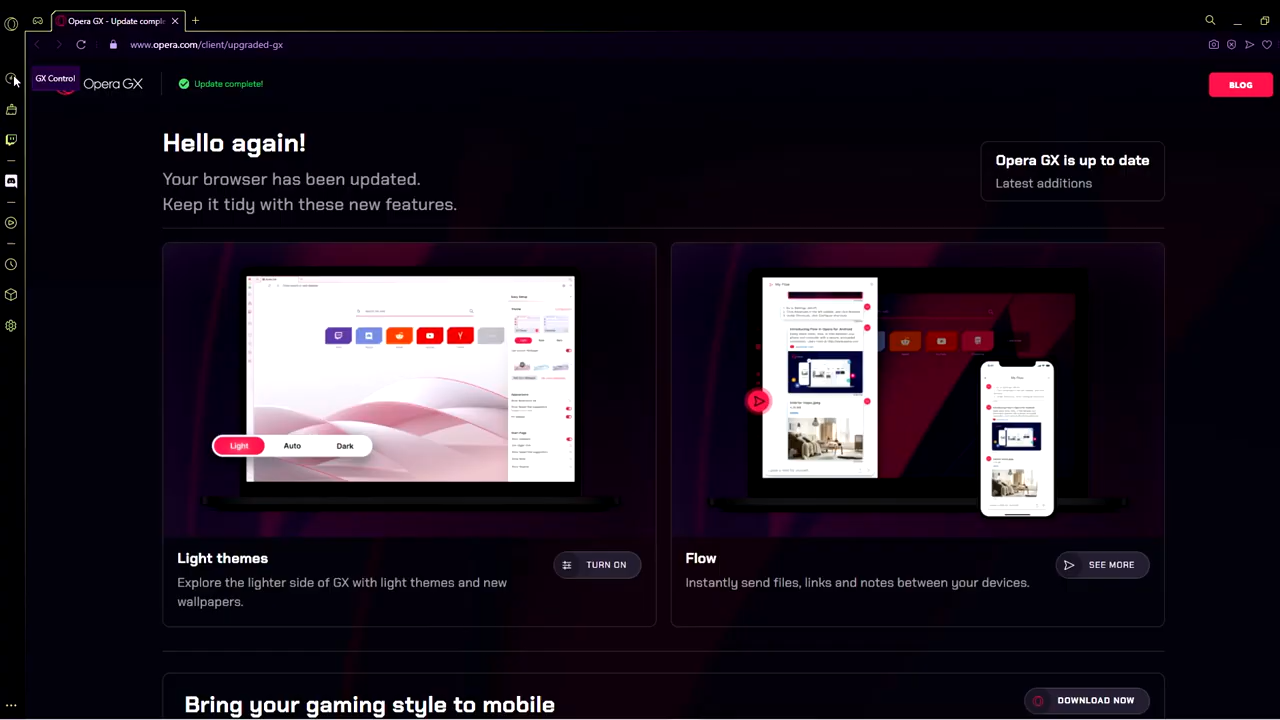 Opera GX - Update comple
www.opera.com/client/upgraded-gx
GX Control
Opera GX
Update complete!
BLOG
Hello again!
Your browser has been updated.
Keep it tidy with these new features.
Opera GX is up to date
Latest additions
My Flow
My Flow
Light
Auto
Dark
Light themes
TURN ON
Explore the lighter side of GX with light themes and new
wallpapers.
Flow
SEE MORE
Instantly send files, links and notes between your devices.
Bring your gaming style to mobile
DOWNLOAD NOW